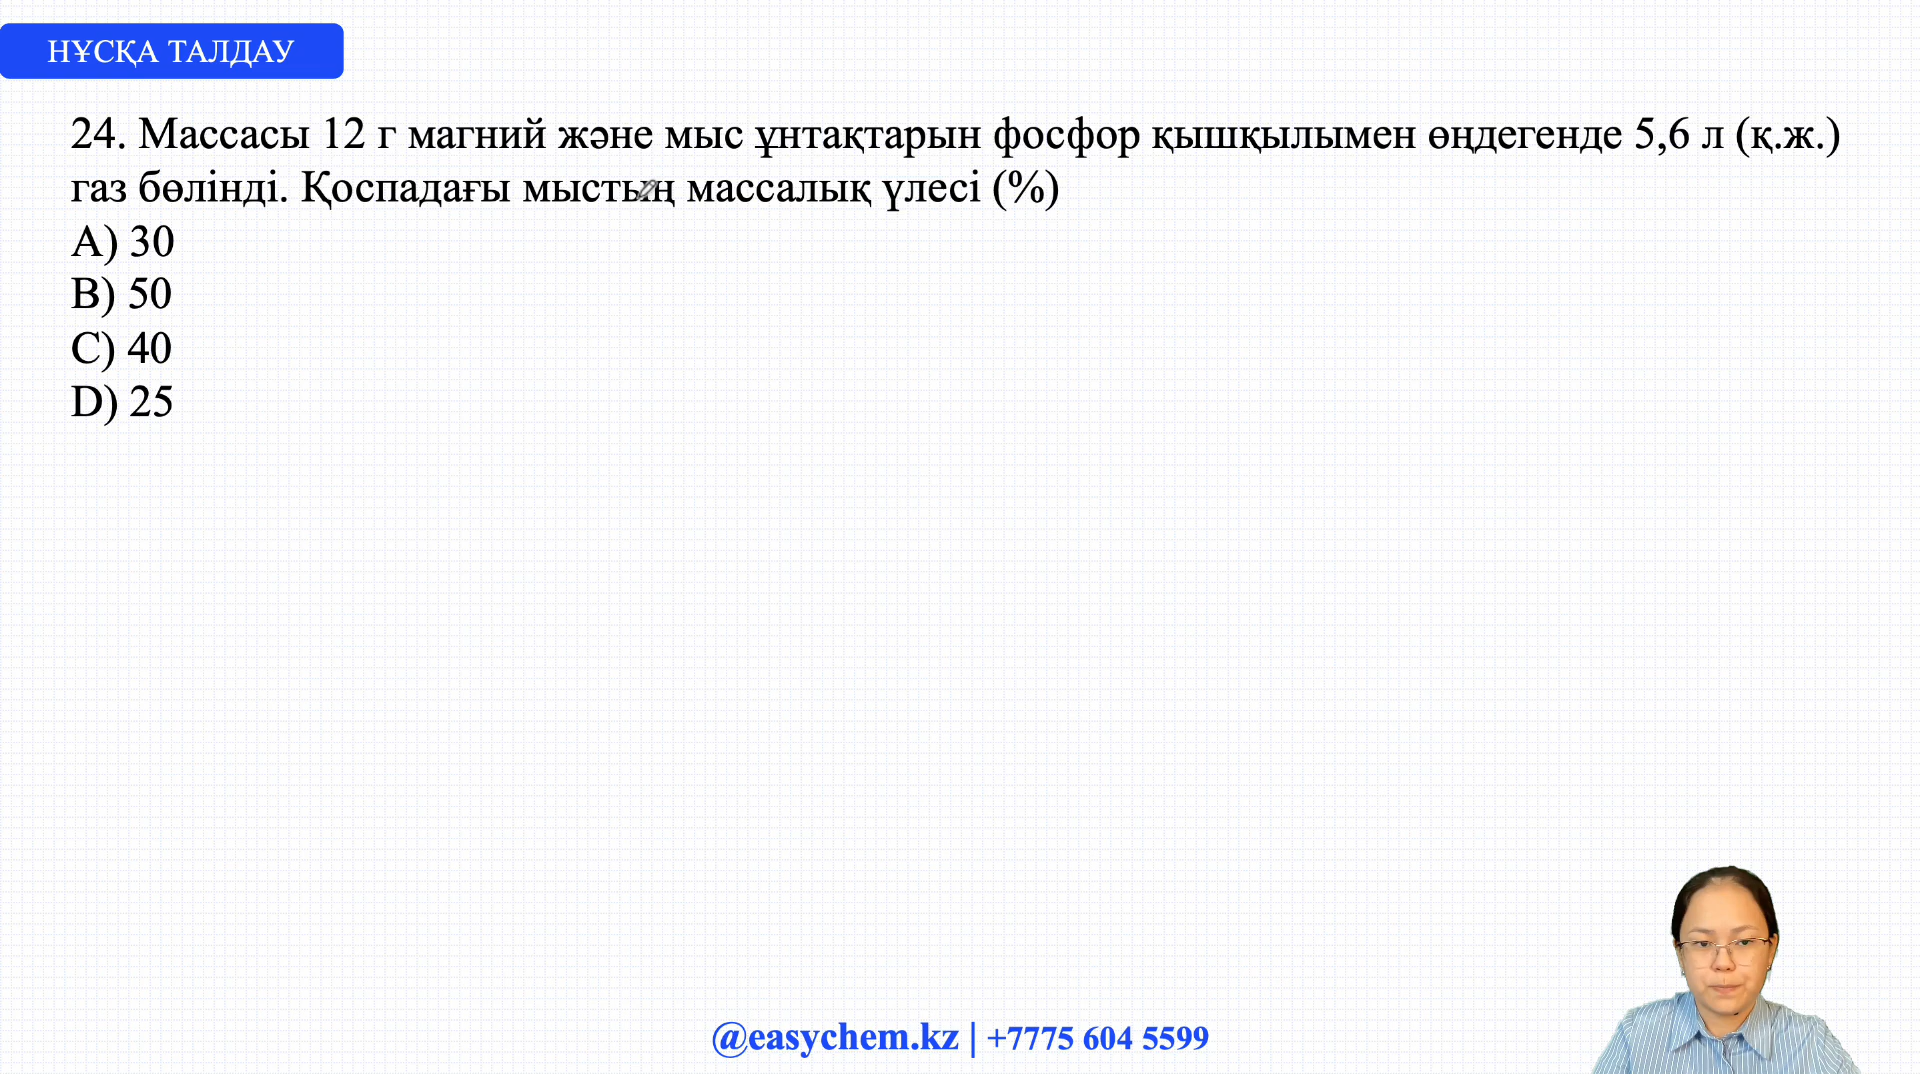 НҰСҚА ТАЛДАУ
24. Массасы 12 г магний және мыс ұнтақтарын фосфор қышқылымен өңдегенде 5,6 л (қ.ж.)
газ бөлінді. Қоспадағы мыстың массалық үлесі (%)
A) 30
B) 50
C) 40
D) 25
@easychem.kz | +7775 604 5599